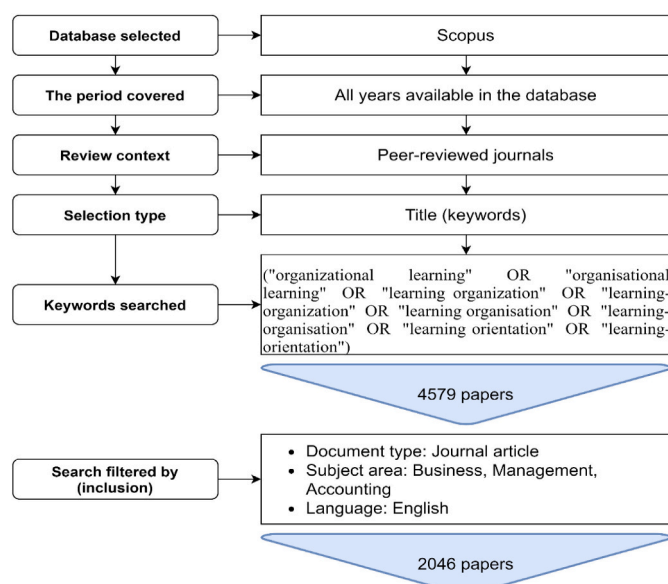 Database selected
Scopus
The period covered
All years available in the database
Review context
Peer-reviewed journals
Selection type
Title (keywords)
Keywords searched
("organizational learning" OR "organisational
learning" OR "learning organization" OR "learning-
organization" OR "learning organisation" OR "learning-
organisation" OR "learning orientation" OR "learning-
orientation")
4579 papers
Search filtered by
(inclusion)
• Document type: Journal article
• Subject area: Business, Management,
Accounting
• Language: English
2046 papers